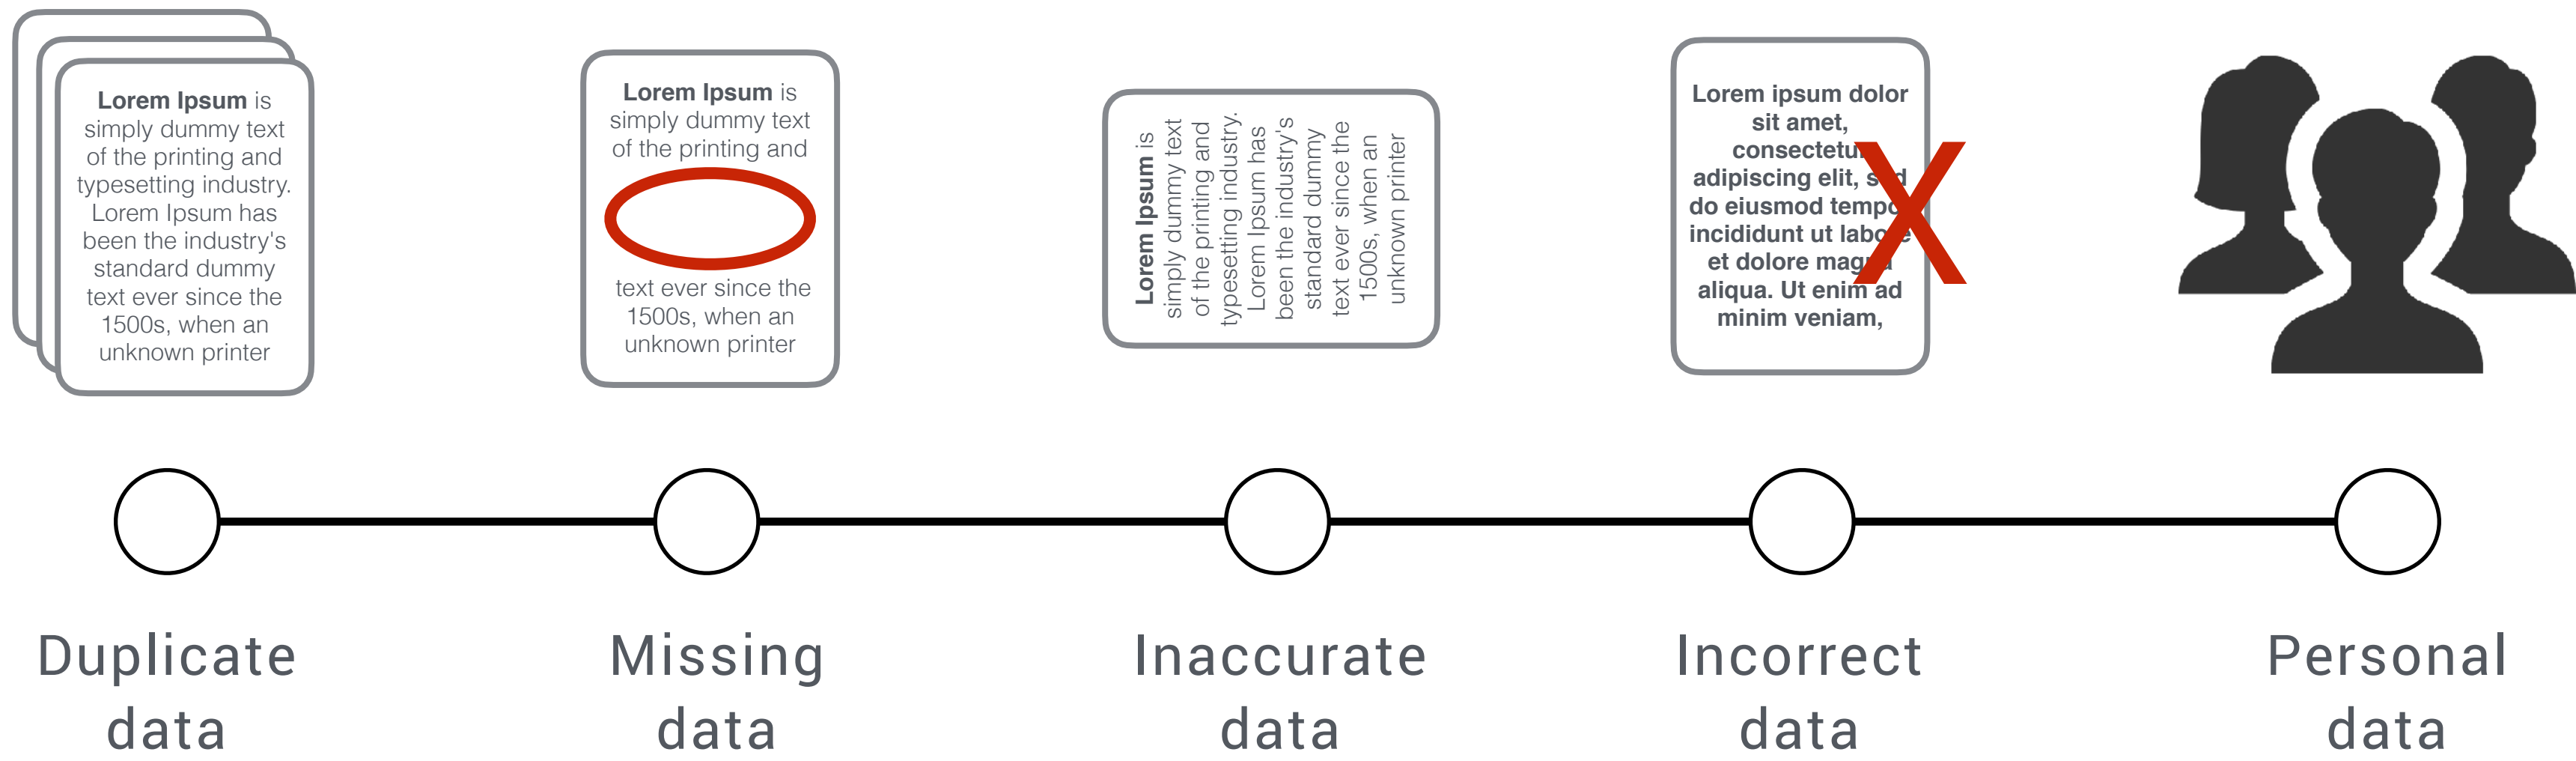 Lorem Ipsum is
simply dummy text
of the printing and
typesetting industry.
Lorem Ipsum has
been the industry's
standard dummy
text ever since the
1500s, when an
unknown printer
Lorem Ipsum is
simply dummy text
of the printing and
text ever since the
1500s, when an
unknown printer
Lorem Ipsum is
simply dummy text
of the printing and
typesetting industry.
Lorem Ipsum has
been the industry's
standard dummy
text ever since the
1500s, when an
unknown printer
Lorem ipsum dolor
sit amet,
consectetur
adipiscing elit, sed
do eiusmod tempor
incididunt ut labore
et dolore magna
aliqua. Ut enim ad
minim veniam,
X
Duplicate
data
Missing
data
Inaccurate
data
Incorrect
data
Personal
data